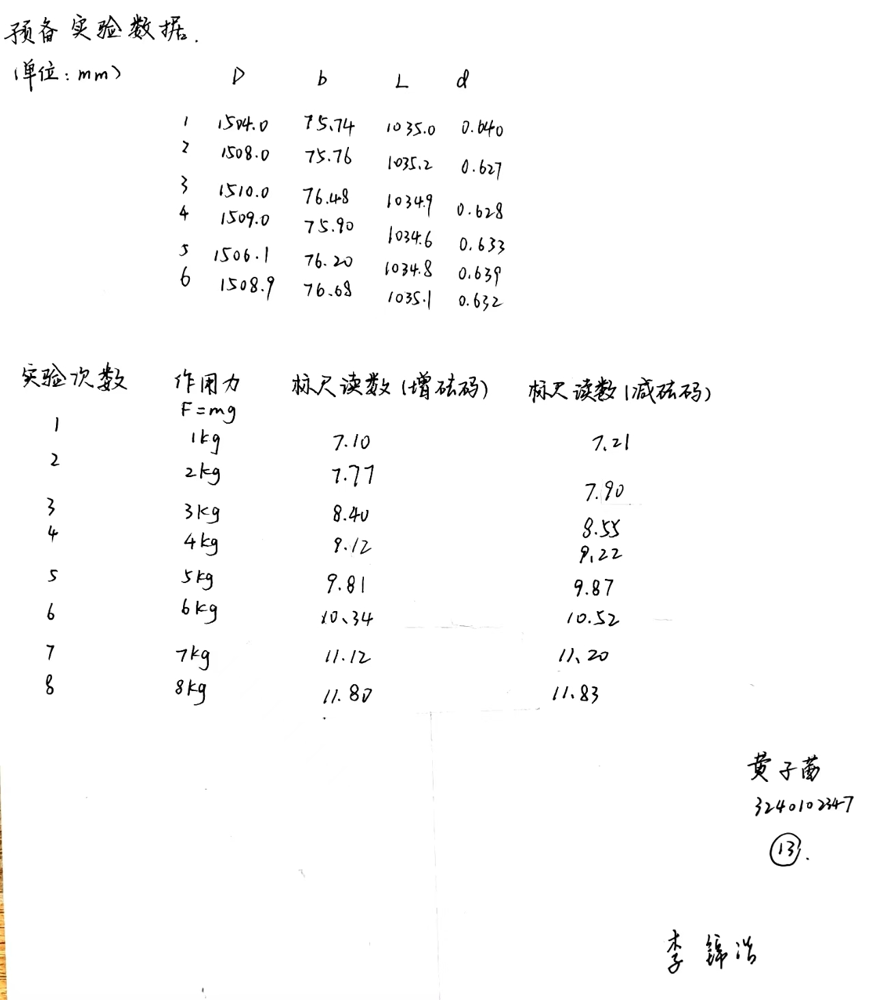 预备实验数据.
(单位:mm)
D b L d
1 1504.0 75.74 1035.0 0.640
2 1508.0 75.76 1035.2 0.627
3 1510.0 76.48 1034.9 0.628
4 1509.0 75.90 1034.6 0.633
5 1506.1 76.20 1034.8 0.639
6 1508.9 76.68 1035.1 0.632
实验次数 作用力 标尺读数(增砝码) 标尺读数(减砝码)
F=mg
1 1kg 7.10 7.21
2 2kg 7.77 7.90
3 3kg 8.40 8.55
4 4kg 9.12 9.22
5 5kg 9.81 9.87
6 6kg 10.34 10.52
7 7kg 11.12 11.20
8 8kg 11.80 11.83
黄子
3240102347
13.
李锦浩